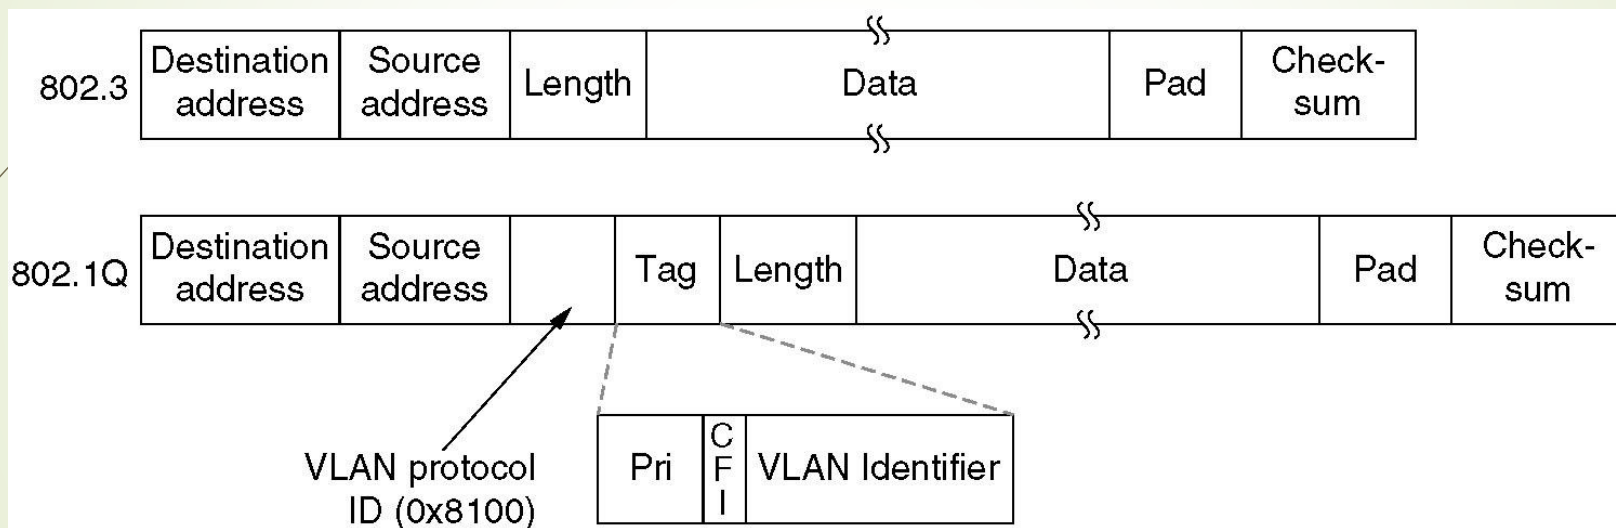 802.3
Destination
address
Source
address
Length
Data
Pad
Check-
sum
802.1Q
Destination
address
Source
address
Tag
Length
Data
Pad
Check-
sum
VLAN protocol
ID (0x8100)
Pri
C
F
I
VLAN Identifier